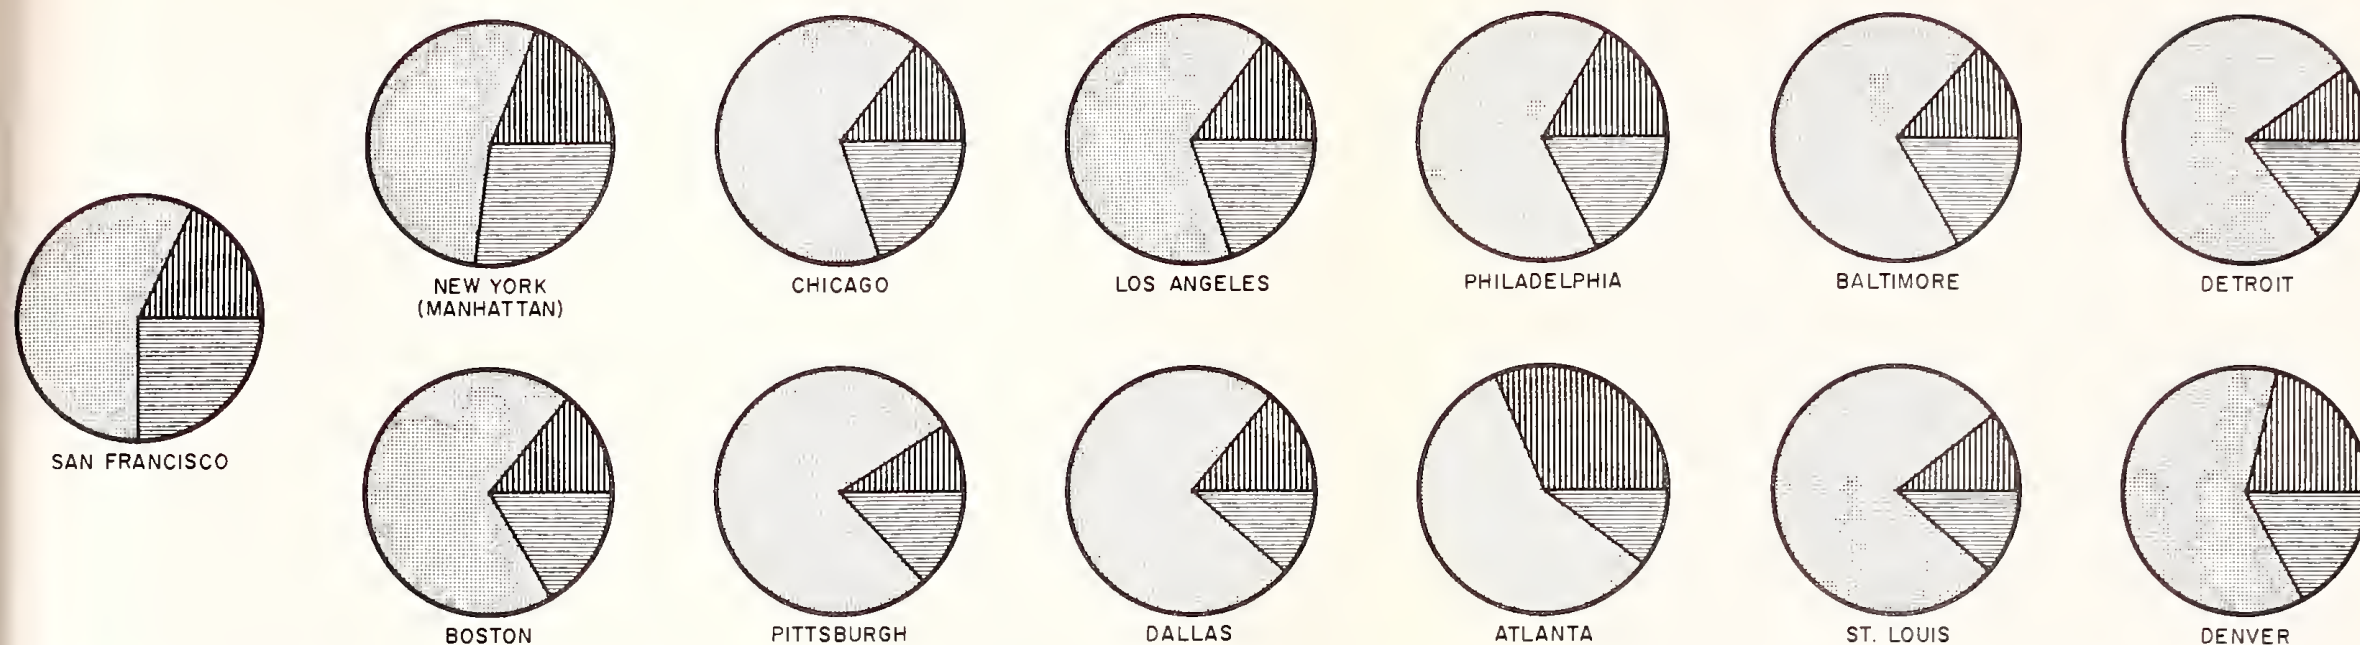 NEW YORK
(MANHATTAN)
CHICAGO
LOS ANGELES
PHILADELPHIA
BALTIMORE
DETROIT
SAN FRANCISCO
BOSTON
PITTSBURGH
DALLAS
ATLANTA
ST. LOUIS
DENVER